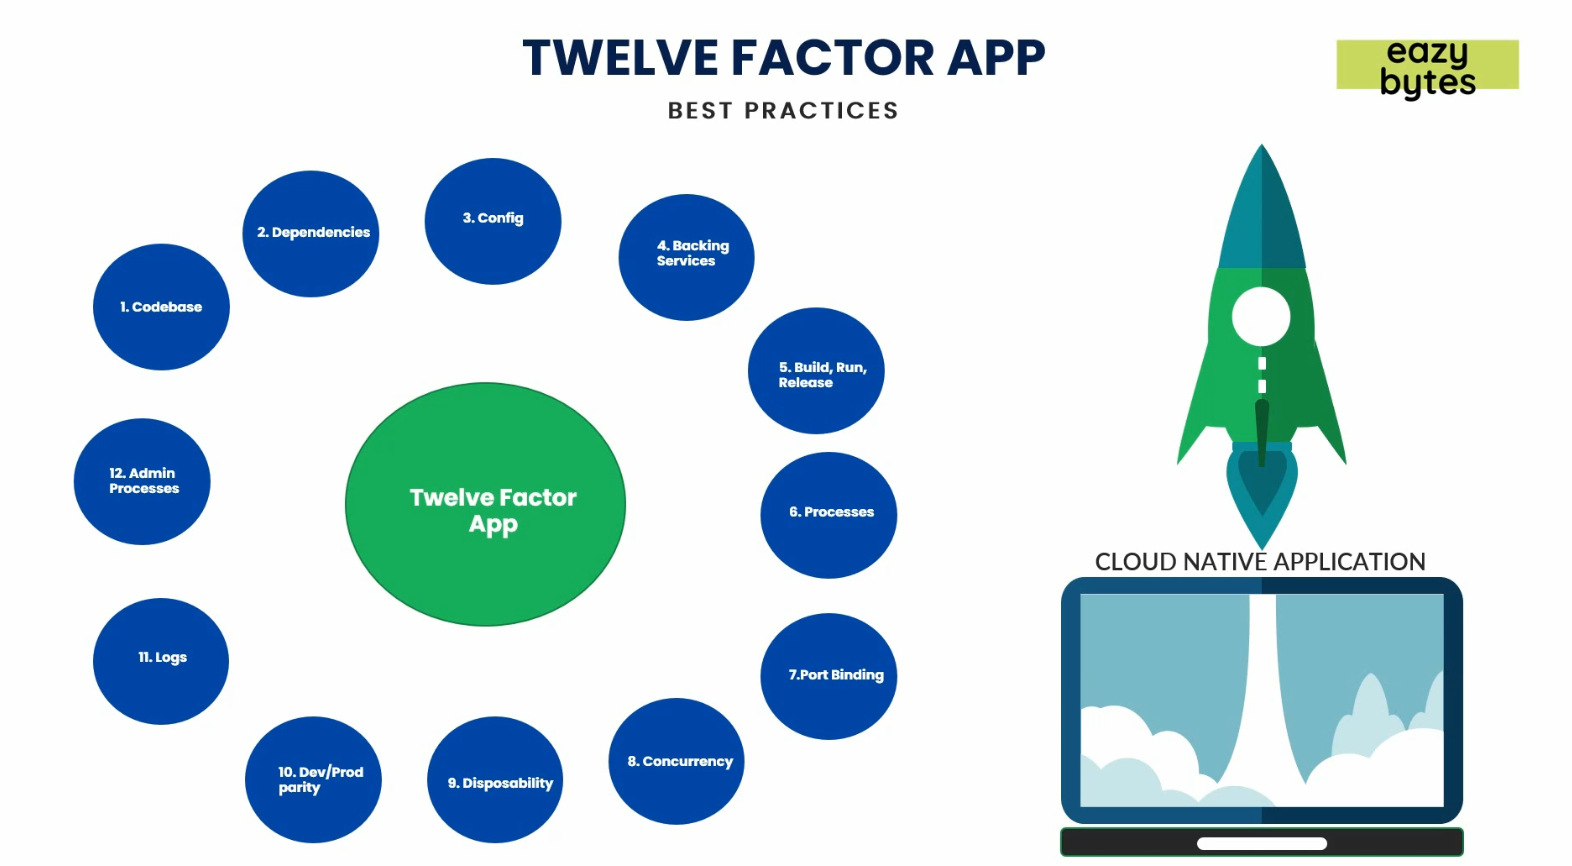 TWELVE FACTOR APP
BEST PRACTICES
eazy
bytes
1. Codebase
2. Dependencies
3. Config
4. Backing
Services
5. Build, Run,
Release
6. Processes
7.Port Binding
8. Concurrency
9. Disposability
10. Dev/Prod
parity
11. Logs
12. Admin
Processes
Twelve Factor
App
CLOUD NATIVE APPLICATION